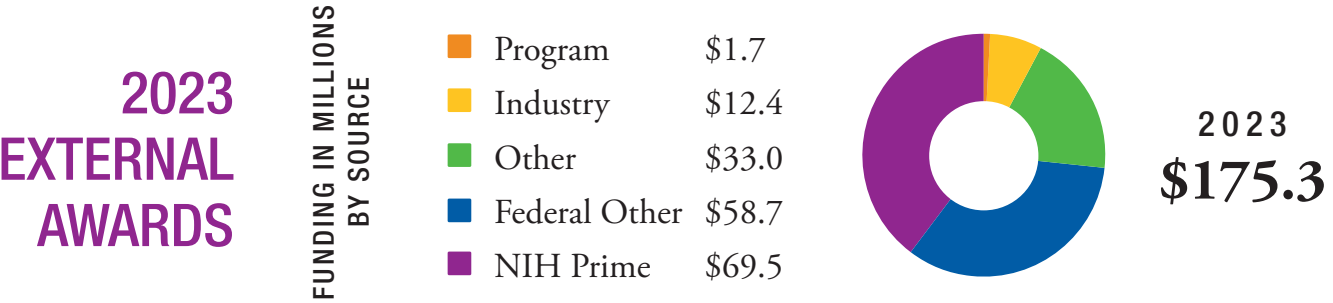 2023
EXTERNAL
AWARDS
FUNDING IN MILLIONS
BY SOURCE
Program $1.7
Industry $12.4
Other $33.0
Federal Other $58.7
NIH Prime $69.5
2023
$175.3